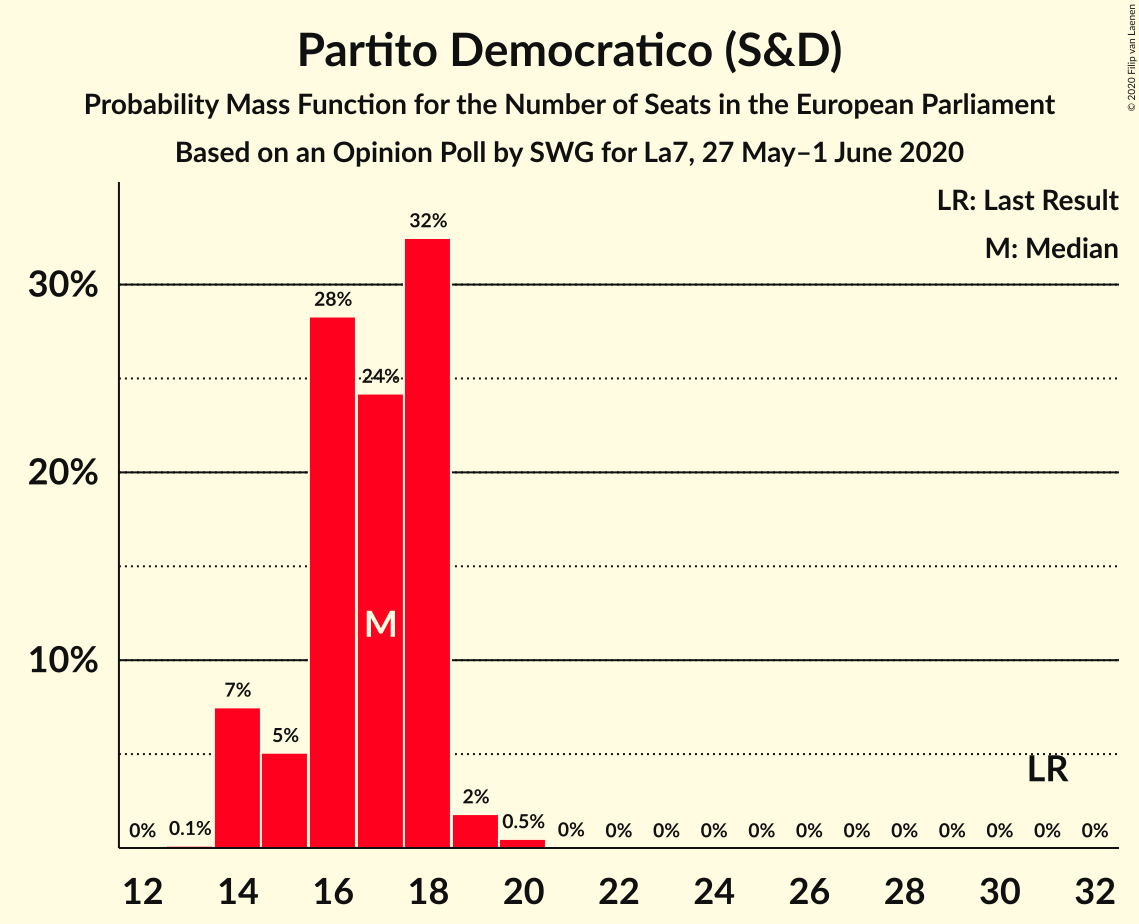 Partito Democratico (S&D)
Probability Mass Function for the Number of Seats in the European Parliament
Based on an Opinion Poll by SWG for La7, 27 May–1 June 2020
© 2020 Filip van Laenen
LR: Last Result
M: Median
30%
20%
10%
0%
0.1%
7%
5%
28%
24%
32%
2%
0.5%
0%
0%
0%
0%
0%
0%
0%
0%
0%
0%
0%
0%
M
LR
12 14 16 18 20 22 24 26 28 30 32